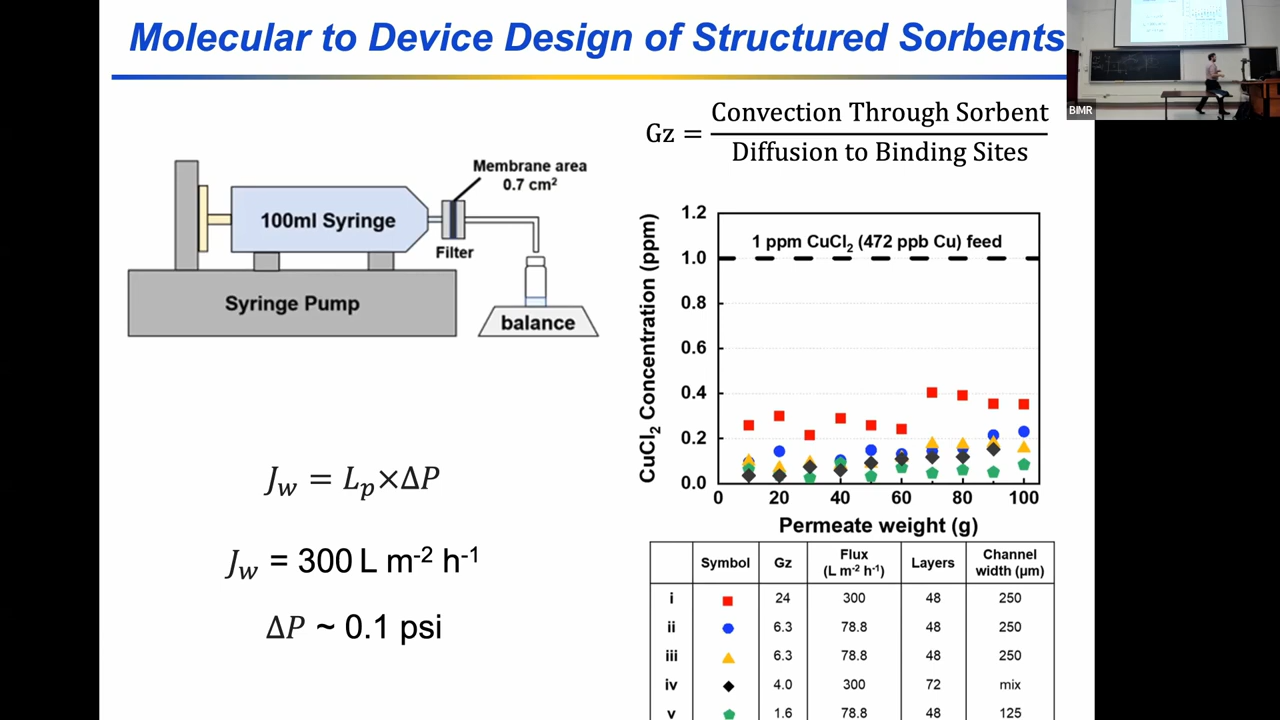 Molecular to Device Design of Structured Sorbents
BIMR
Membrane area
0.7 cm²
100ml Syringe
Filter
Syringe Pump
balance
J_w = L_p×ΔP
J_w = 300 L m⁻² h⁻¹
ΔP ~ 0.1 psi
Gz = Convection Through Sorbent
Diffusion to Binding Sites
CuCl₂ Concentration (ppm)
1.2
1.0
0.8
0.6
0.4
0.2
0.0
1 ppm CuCl₂ (472 ppb Cu) feed
0 20 40 60 80 100
Permeate weight (g)
Symbol Gz Flux (L m⁻² h⁻¹) Layers Channel width (µm)
i 24 300 48 250
ii 6.3 78.8 48 250
iii 6.3 78.8 48 250
iv 4.0 300 72 mix
v 1.6 78.8 48 125